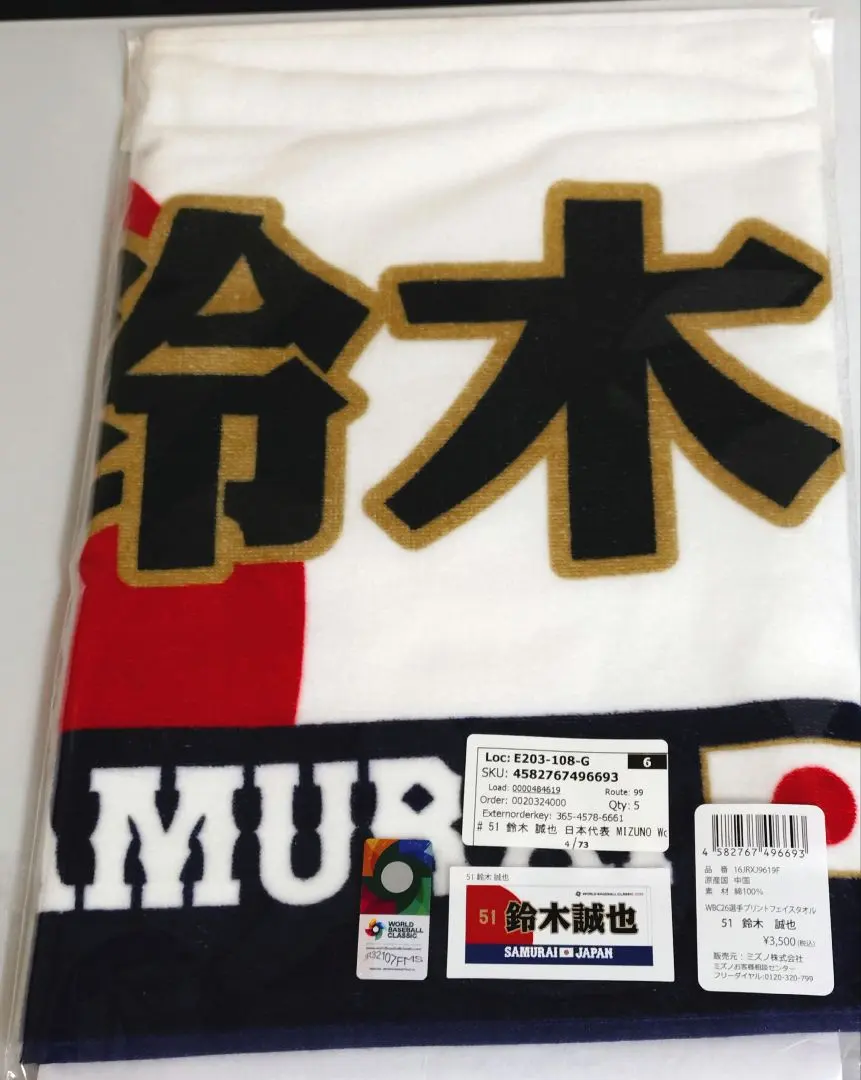 鈴木
AMURA
Loc: E203-108-G 6
SKU: 4582767496693
Load: 0000484619 Route: 99
Order: 0020324000 Qty: 5
Externorderkey: 365-4578-6661
# 51 鈴木 誠也 日本代表 MIZUNO Wc
4/73
WORLD
BASEBALL
CLASSIC
51 鈴木 誠也
WORLD BASEBALL CLASSIC
51 鈴木誠也
SAMURAI JAPAN
4 582767 496693
品 番 16JRXJ9619F
原産国 中国
素 材 綿100%
WBC26選手プリントフェイスタオル
51 鈴木 誠也
¥3,500(税込)
販売元:ミズノ株式会社
ミズノお客様相談センター
フリーダイヤル:0120-320-799